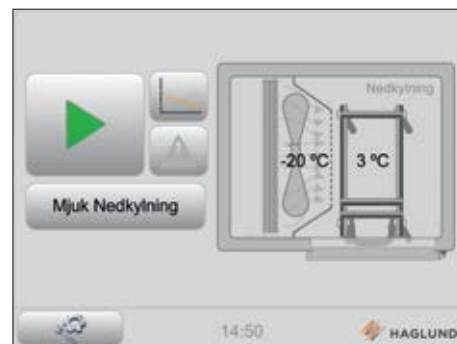 Nedkylning
-20 ºC
3 ºC
Mjuk Nedkylning
14:50
HAGLUND